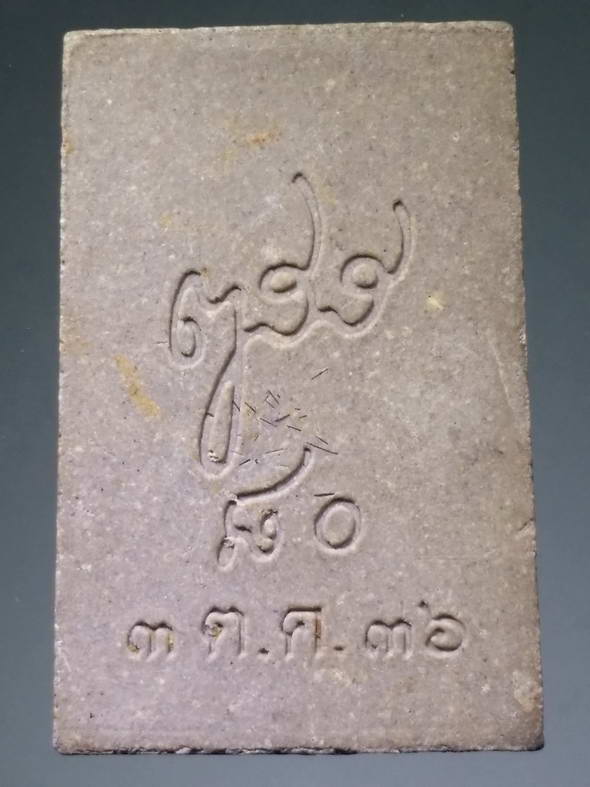 ญสส
๘๐
๓ ต.ค. ๓๖